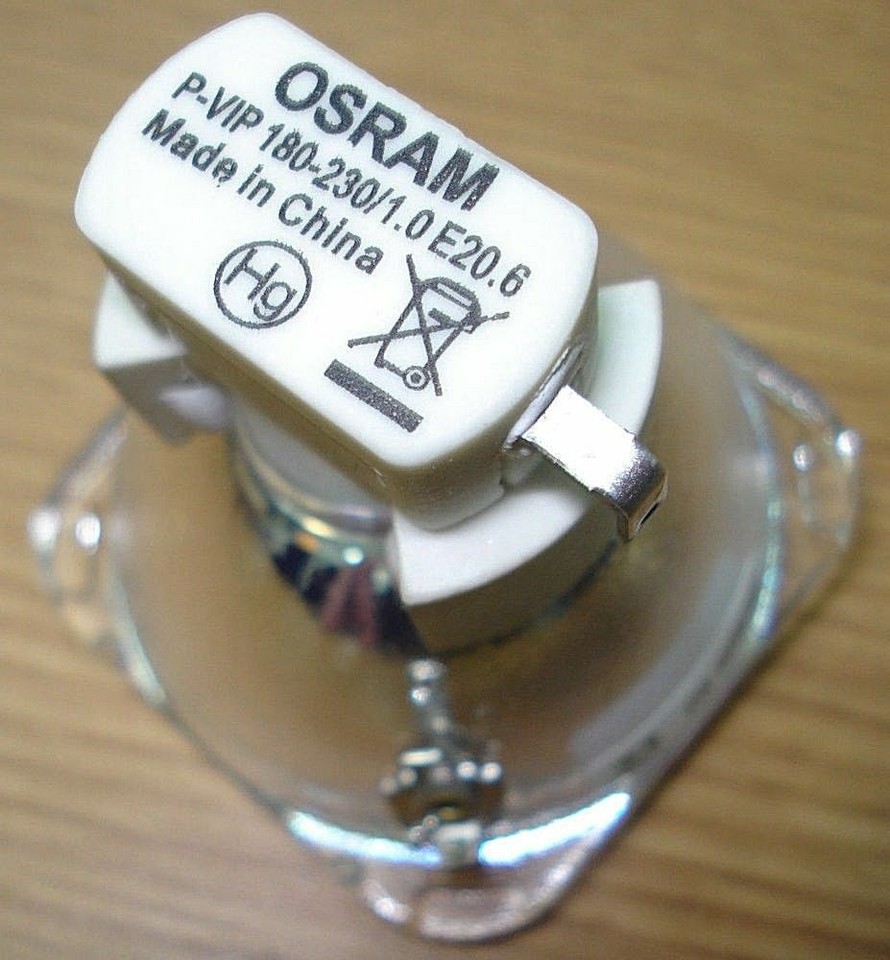 OSRAM
P-VIP 180-230/1.0 E20.6
Made in China
Hg